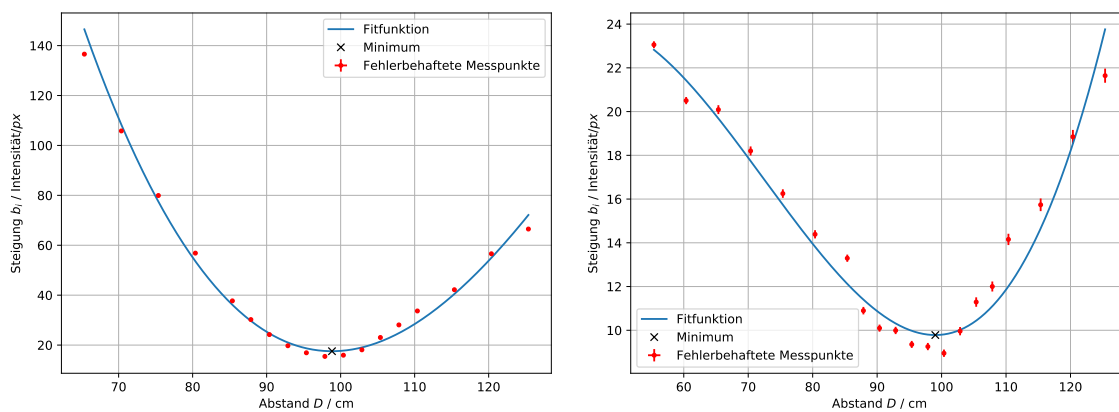 140
120
100
80
60
40
20
70
80
90
100
110
120
Steigung b_i / Intensität/px
Abstand D / cm
Fitfunktion
Minimum
Fehlerbehaftete Messpunkte
24
22
20
18
16
14
12
10
60
70
80
90
100
110
120
Steigung b_i / Intensität/px
Abstand D / cm
Fitfunktion
Minimum
Fehlerbehaftete Messpunkte